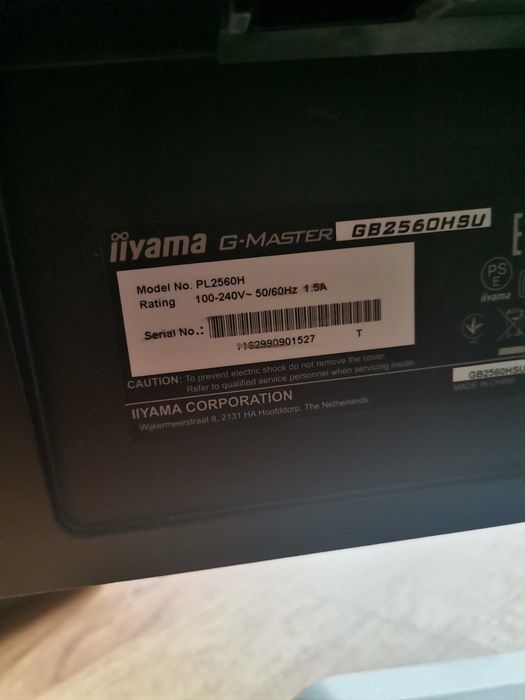 iiyama G-MASTER GB2560HSU
Model No. PL2560H
Rating 100-240V~ 50/60Hz 1.5A
Serial No.:
1162990901527 T
CAUTION: To prevent electric shock do not remove the cover.
Refer to qualified service personnel when servicing inside.
IIYAMA CORPORATION
Wijkermeerstraat 8, 2131 HA Hoofddorp, The Netherlands
PS
E
iiyama
GB2560HSU
MADE IN CHINA